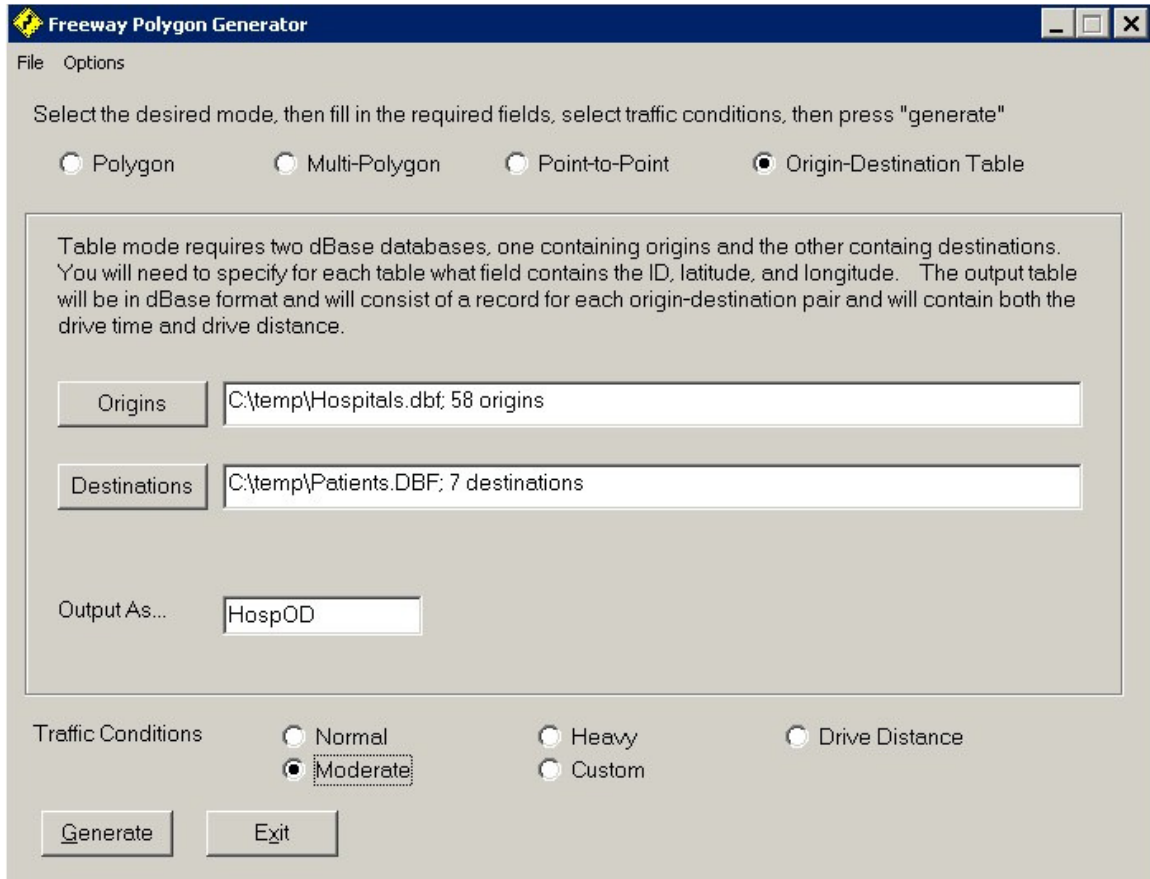 Freeway Polygon Generator
File Options
Select the desired mode, then fill in the required fields, select traffic conditions, then press "generate"
Polygon Multi-Polygon Point-to-Point Origin-Destination Table
Table mode requires two dBase databases, one containing origins and the other containg destinations.
You will need to specify for each table what field contains the ID, latitude, and longitude. The output table
will be in dBase format and will consist of a record for each origin-destination pair and will contain both the
drive time and drive distance.
Origins C:\temp\Hospitals.dbf; 58 origins
Destinations C:\temp\Patients.DBF; 7 destinations
Output As... HospOD
Traffic Conditions Normal Heavy Drive Distance
Moderate Custom
Generate Exit